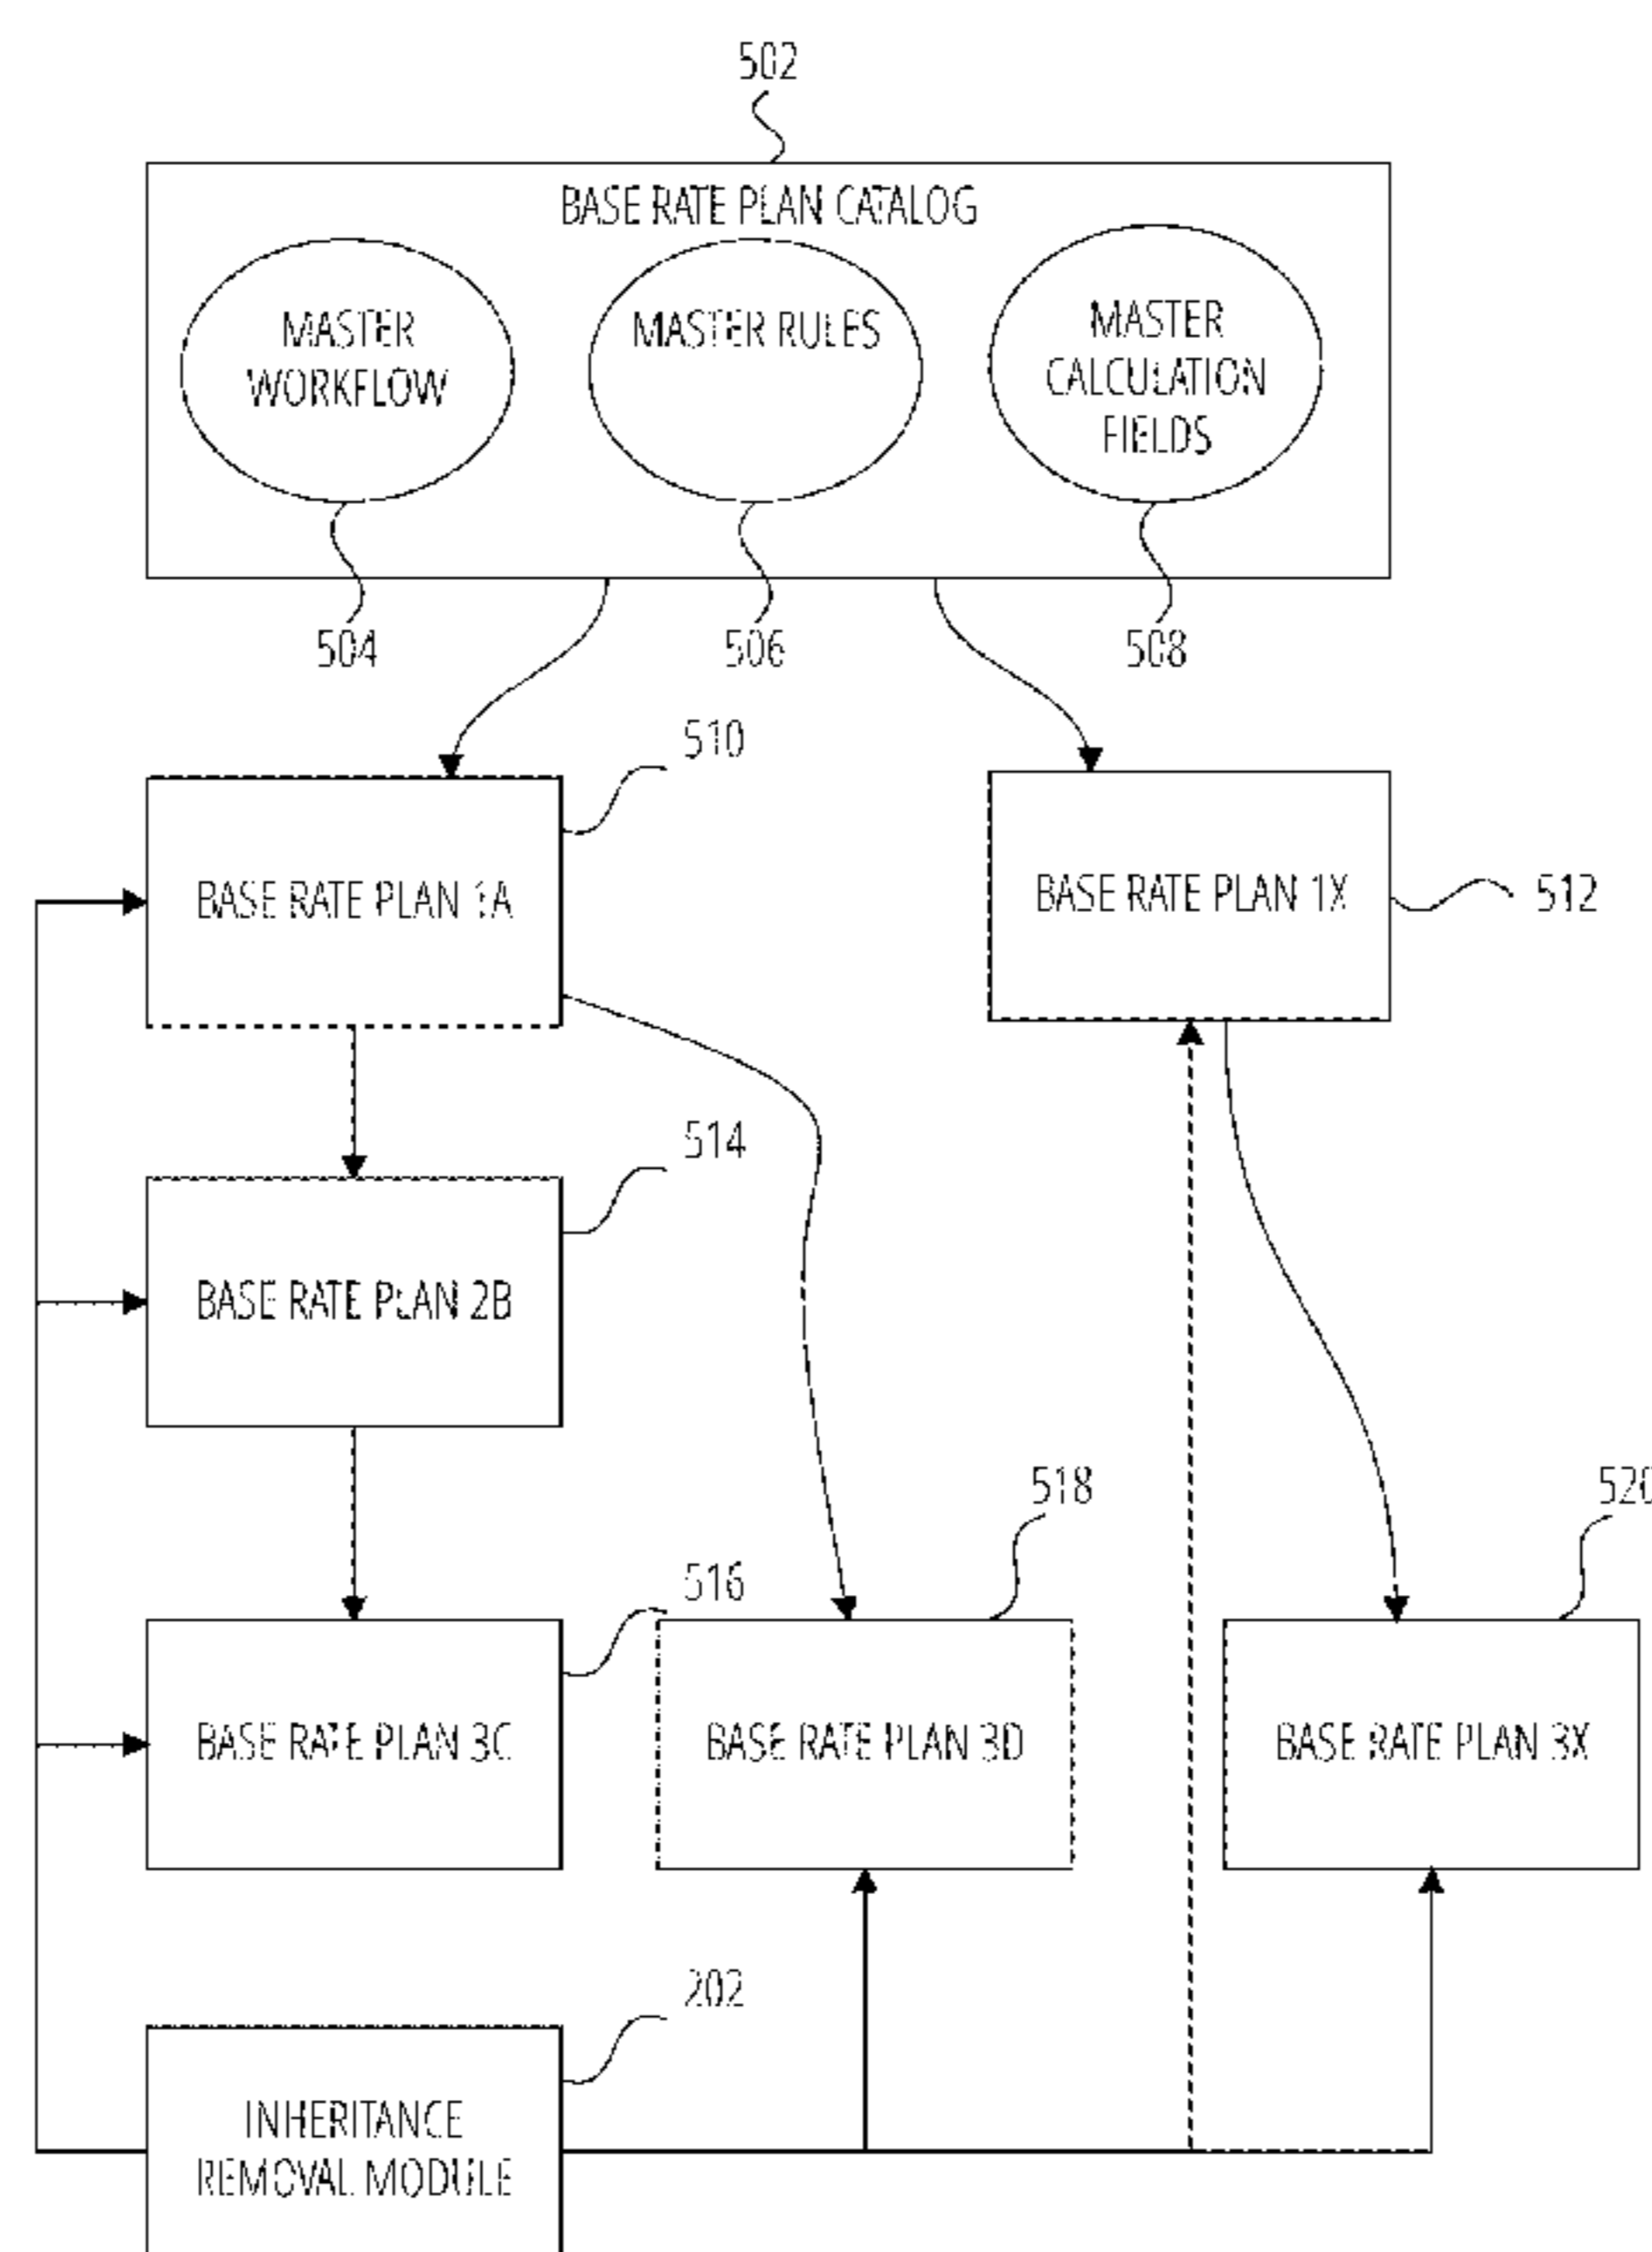 502
BASE RATE PLAN CATALOG
MASTER
WORKFLOW
MASTER RULES
MASTER
CALCULATION
FIELDS
504
506
508
510
BASE RATE PLAN 1A
BASE RATE PLAN 1X
512
514
BASE RATE PLAN 2B
518
520
516
BASE RATE PLAN 3C
BASE RATE PLAN 3D
BASE RATE PLAN 3X
202
INHERITANCE
REMOVAL MODULE